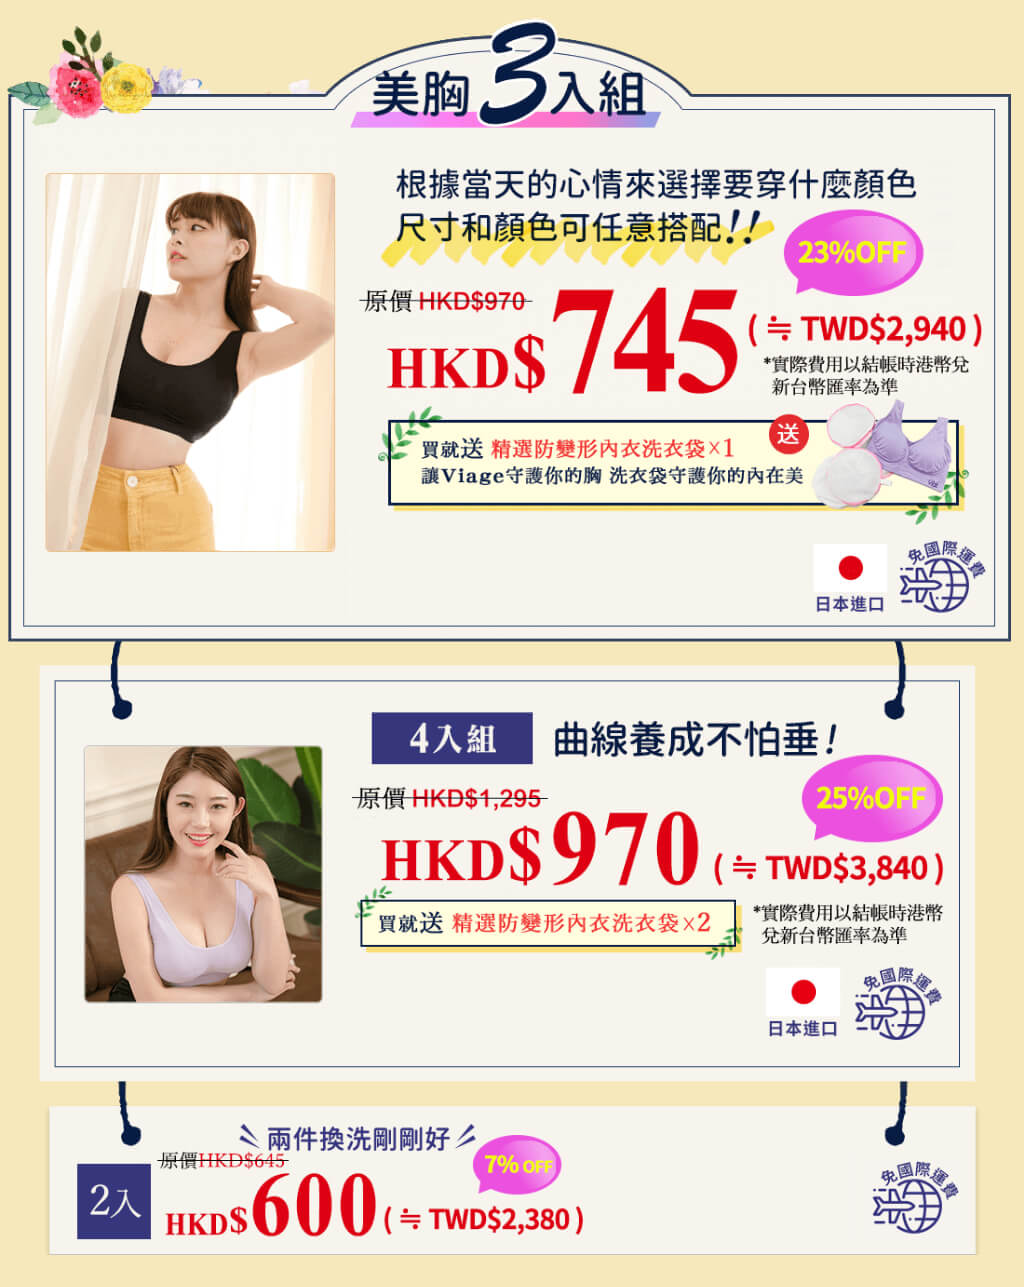 美胸3入組
根據當天的心情來選擇要穿什麼顏色
尺寸和顏色可任意搭配!!
23%OFF
原價 HKD$970
HKD$745
(≒ TWD$2,940)
*實際費用以結帳時港幣兌
新台幣匯率為準
買就送 精選防變形內衣洗衣袋×1
送
讓Viage守護你的胸 洗衣袋守護你的內在美
日本進口
免國際運費
4入組
曲線養成不怕垂!
25%OFF
原價 HKD$1,295
HKD$970
(≒ TWD$3,840)
買就送 精選防變形內衣洗衣袋×2
*實際費用以結帳時港幣
兌新台幣匯率為準
日本進口
免國際運費
兩件換洗剛剛好
原價HKD$645
7% OFF
2入
HKD$600
(≒ TWD$2,380)
免國際運費